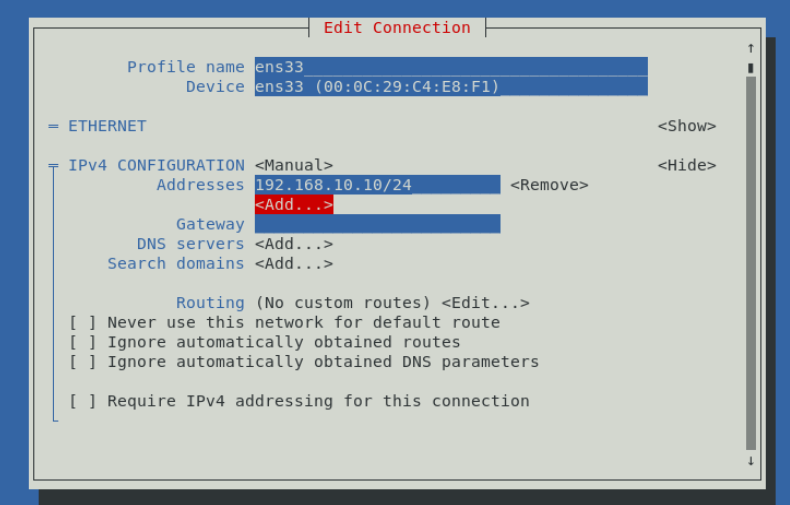 Edit Connection
Profile name ens33
Device ens33 (00:0C:29:C4:E8:F1)
= ETHERNET <Show>
IPv4 CONFIGURATION <Manual> <Hide>
Addresses 192.168.10.10/24 <Remove>
<Add...>
Gateway
DNS servers <Add...>
Search domains <Add...>
Routing (No custom routes) <Edit...>
[ ] Never use this network for default route
[ ] Ignore automatically obtained routes
[ ] Ignore automatically obtained DNS parameters
[ ] Require IPv4 addressing for this connection